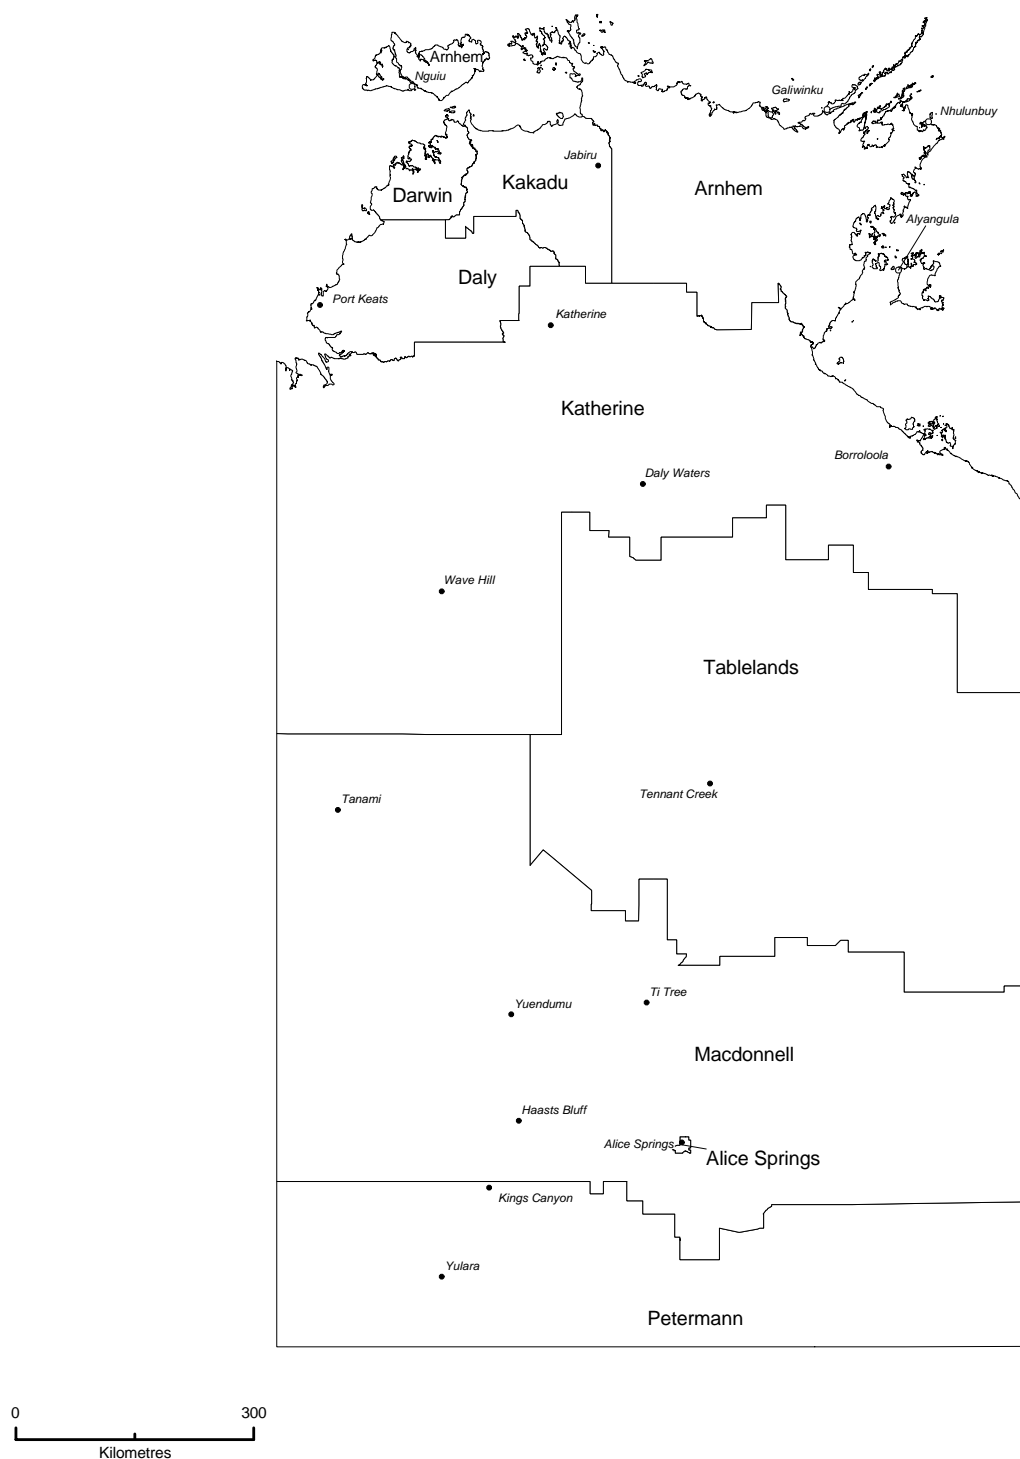 Arnhem
Nguiu
Galiwinku
Nhulunbuy
Jabiru
Kakadu
Arnhem
Darwin
Alyangula
Daly
Port Keats
Katherine
Katherine
Borroloola
Daly Waters
Wave Hill
Tablelands
Tanami
Tennant Creek
Ti Tree
Yuendumu
Macdonnell
Haasts Bluff
Alice Springs
Alice Springs
Kings Canyon
Yulara
Petermann
0 300
Kilometres